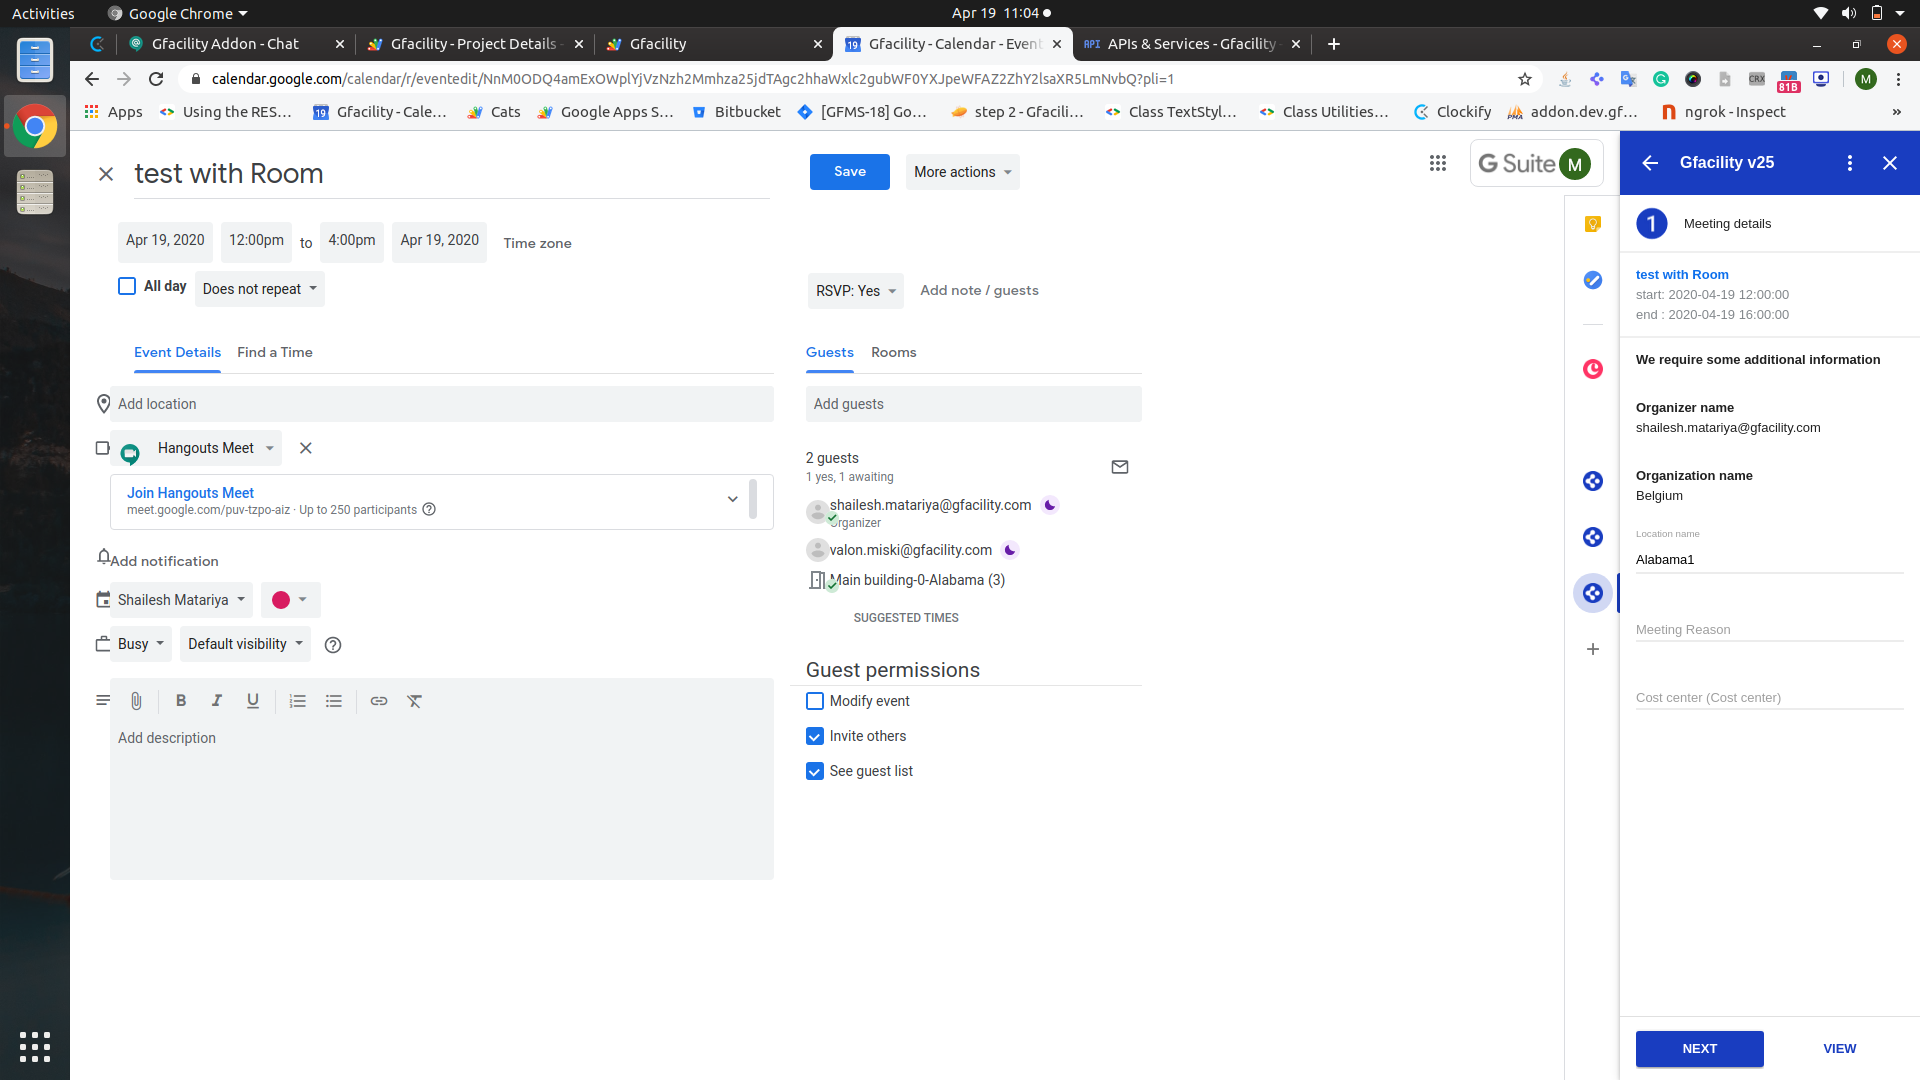 Activities
Google Chrome
Apr 19 11:04
Gfacility Addon - Chat
Gfacility - Project Details -
Gfacility
19
Gfacility - Calendar - Event
API
APIs & Services - Gfacility
calendar.google.com/calendar/r/eventedit/NnM0ODQ4amExOWplYjVzNzh2Mmhza25jdTAgc2hhaWxlc2gubWF0YXJpeWFAZ2ZhY2lsaXR5LmNvbQ?pli=1
CRX
81B
M
Apps
Using the RES...
19
Gfacility - Cale...
Cats
Google Apps S...
Bitbucket
[GFMS-18] Go...
step 2 - Gfacili...
Class TextStyl...
Class Utilities...
Clockify
addon.dev.gf...
ngrok - Inspect
»
test with Room
Save
More actions
G Suite
M
Apr 19, 2020
12:00pm
to
4:00pm
Apr 19, 2020
Time zone
All day
Does not repeat
RSVP: Yes
Add note / guests
Event Details
Find a Time
Guests
Rooms
Add location
Add guests
Hangouts Meet
Join Hangouts Meet
meet.google.com/puv-tzpo-aiz · Up to 250 participants
2 guests
1 yes, 1 awaiting
shailesh.matariya@gfacility.com
Organizer
valon.miski@gfacility.com
Main building-0-Alabama (3)
SUGGESTED TIMES
Add notification
Shailesh Matariya
Busy
Default visibility
Guest permissions
Modify event
Invite others
See guest list
B
I
U
Add description
Gfacility v25
1
Meeting details
test with Room
start: 2020-04-19 12:00:00
end : 2020-04-19 16:00:00
We require some additional information
Organizer name
shailesh.matariya@gfacility.com
Organization name
Belgium
Location name
Alabama1
Meeting Reason
Cost center (Cost center)
NEXT
VIEW